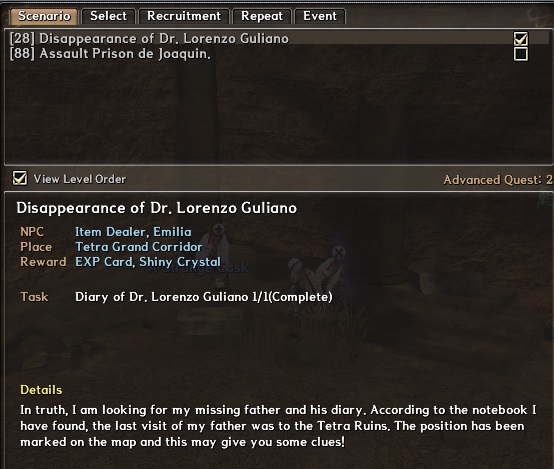 Scenario Select Recruitment Repeat Event
[28] Disappearance of Dr. Lorenzo Guliano
[88] Assault Prison de Joaquin.
View Level Order Advanced Quest: 2
Disappearance of Dr. Lorenzo Guliano
NPC Item Dealer, Emilia
Place Tetra Grand Corridor
Reward EXP Card, Shiny Crystal
Task Diary of Dr. Lorenzo Guliano 1/1(Complete)
Details
In truth, I am looking for my missing father and his diary. According to the notebook I
have found, the last visit of my father was to the Tetra Ruins. The position has been
marked on the map and this may give you some clues!